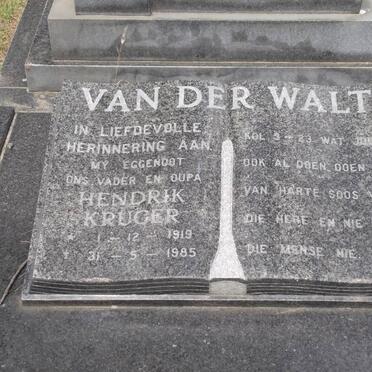 VAN DER WALT
IN LIEFDEVOLLE
HERINNERING AAN
MY EGGENOOT
ONS VADER EN OUPA
HENDRIK
KRUGER
* 1 - 12 - 1919
† 31 - 5 - 1985
KOL 3-23 WAT JUL
OOK AL DOEN DOEN
VAN HARTE SOOS
DIE HERE EN NIE
DIE MENSE NIE